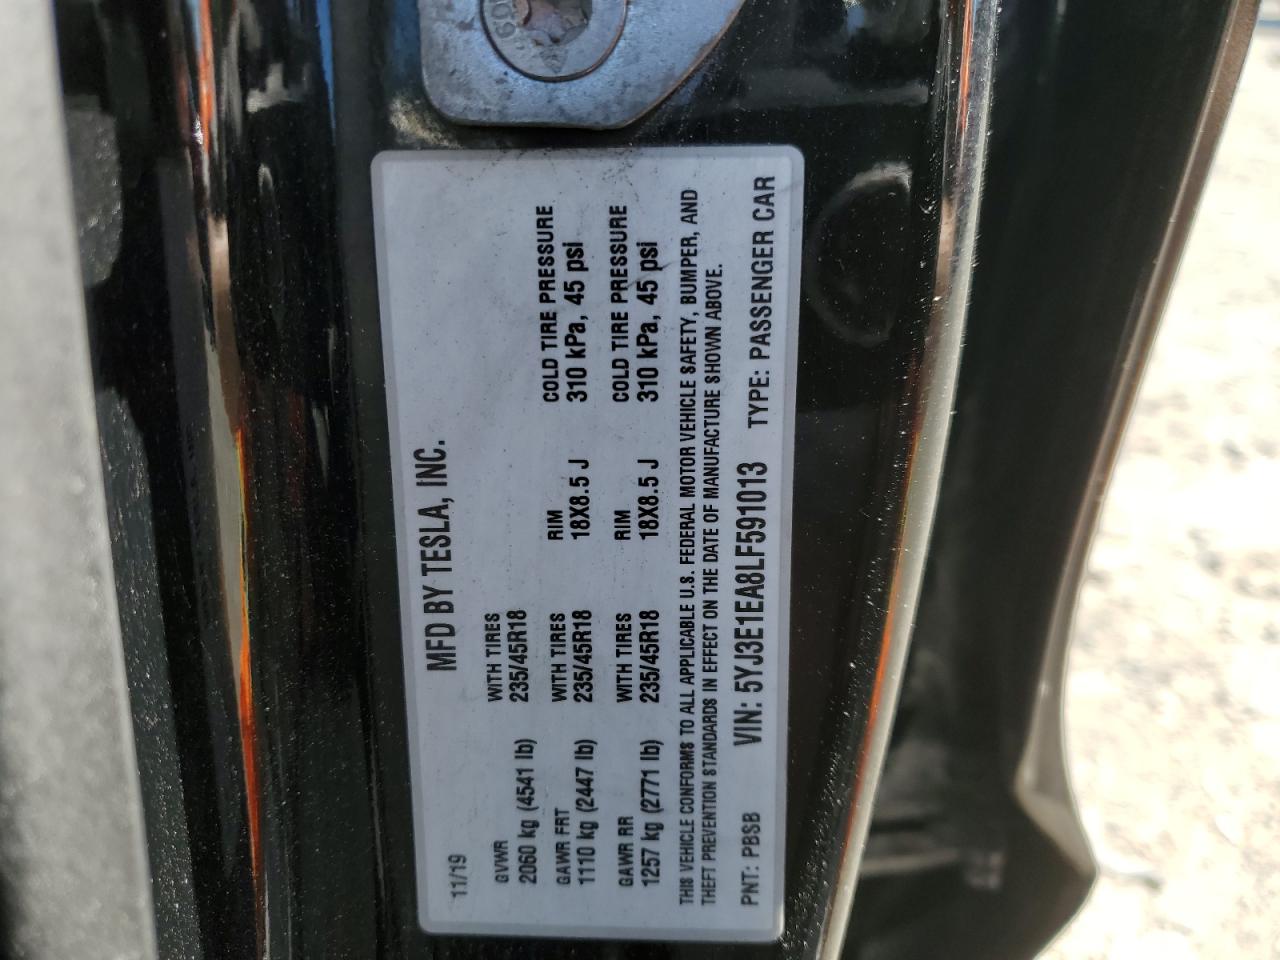 MFD BY TESLA, INC.
11/19
GVWR
2060 kg (4541 lb)
WITH TIRES
235/45R18
GAWR FRT
1110 kg (2447 lb)
WITH TIRES
235/45R18
RIM
18X8.5 J
COLD TIRE PRESSURE
310 kPa, 45 psi
GAWR RR
1257 kg (2771 lb)
WITH TIRES
235/45R18
RIM
18X8.5 J
COLD TIRE PRESSURE
310 kPa, 45 psi
THIS VEHICLE CONFORMS TO ALL APPLICABLE U.S. FEDERAL MOTOR VEHICLE SAFETY, BUMPER, AND
THEFT PREVENTION STANDARDS IN EFFECT ON THE DATE OF MANUFACTURE SHOWN ABOVE.
PNT: PBSB VIN: 5YJ3E1EA8LF591013 TYPE: PASSENGER CAR